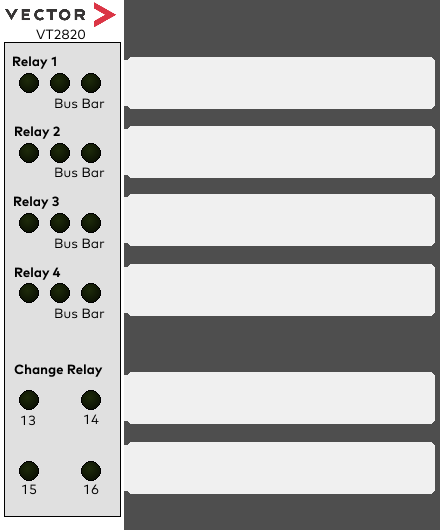 VECTOR
VT2820
Relay 1
Bus Bar
Relay 2
Bus Bar
Relay 3
Bus Bar
Relay 4
Bus Bar
Change Relay
13 14
15 16